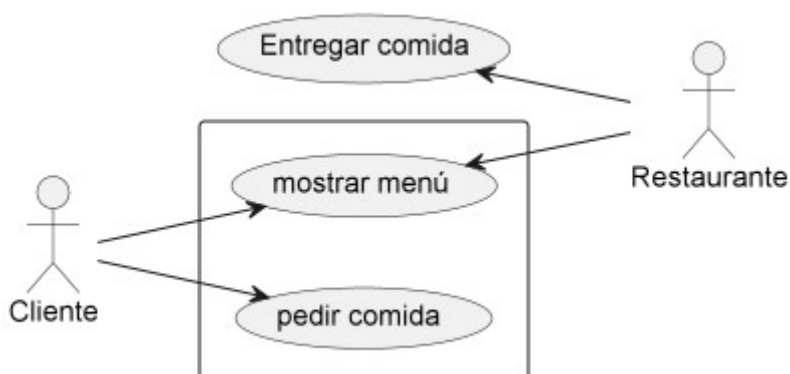 Entregar comida
mostrar menú
Restaurante
Cliente
pedir comida